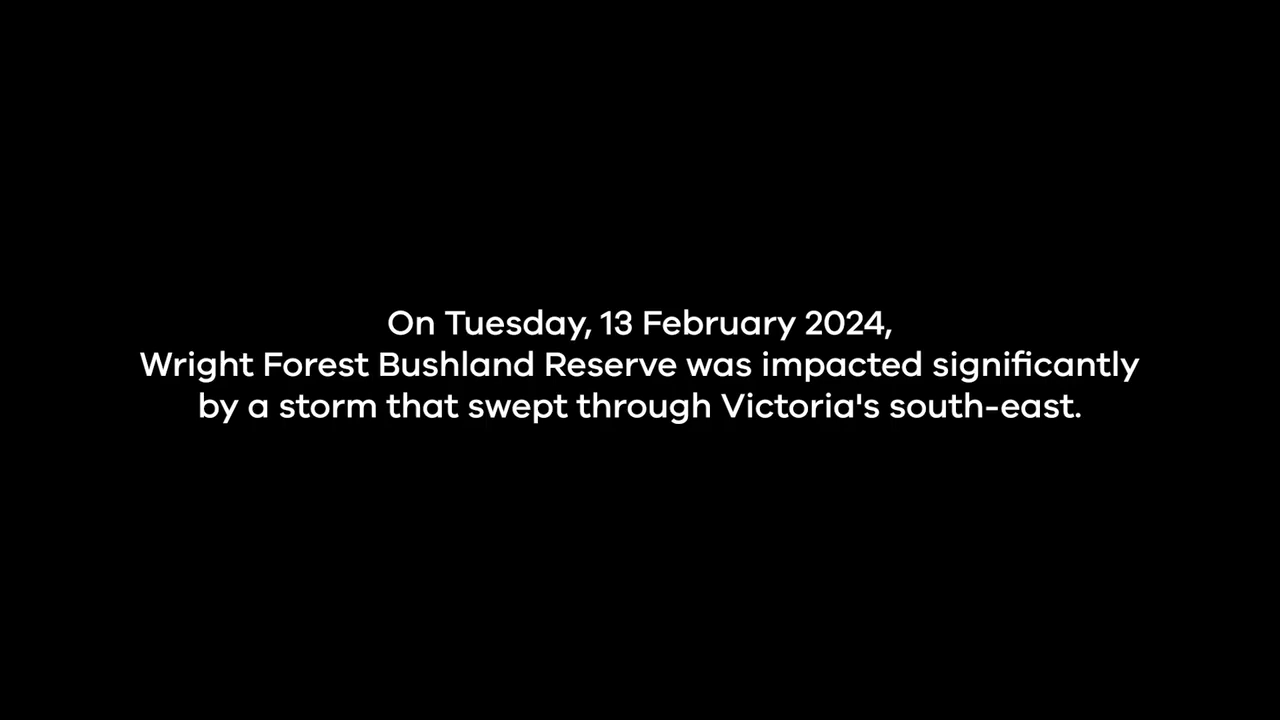 On Tuesday, 13 February 2024,
Wright Forest Bushland Reserve was impacted significantly
by a storm that swept through Victoria's south-east.